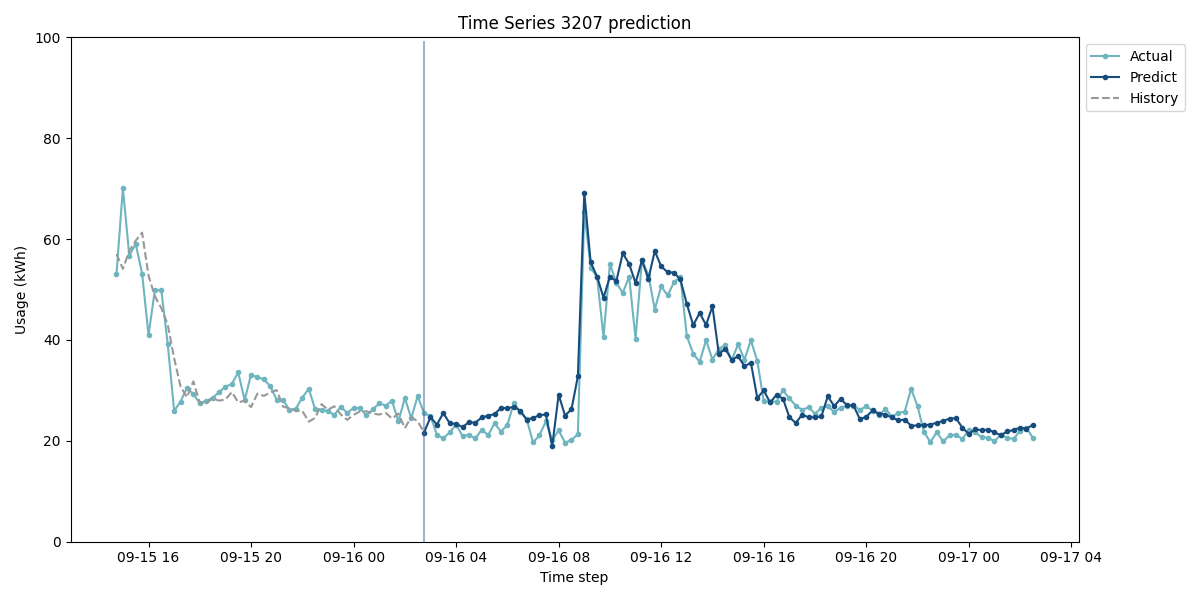 Time Series 3207 prediction
100
80
60
40
20
0
Usage (kWh)
09-15 16
09-15 20
09-16 00
09-16 04
09-16 08
09-16 12
09-16 16
09-16 20
09-17 00
09-17 04
Time step
Actual
Predict
History